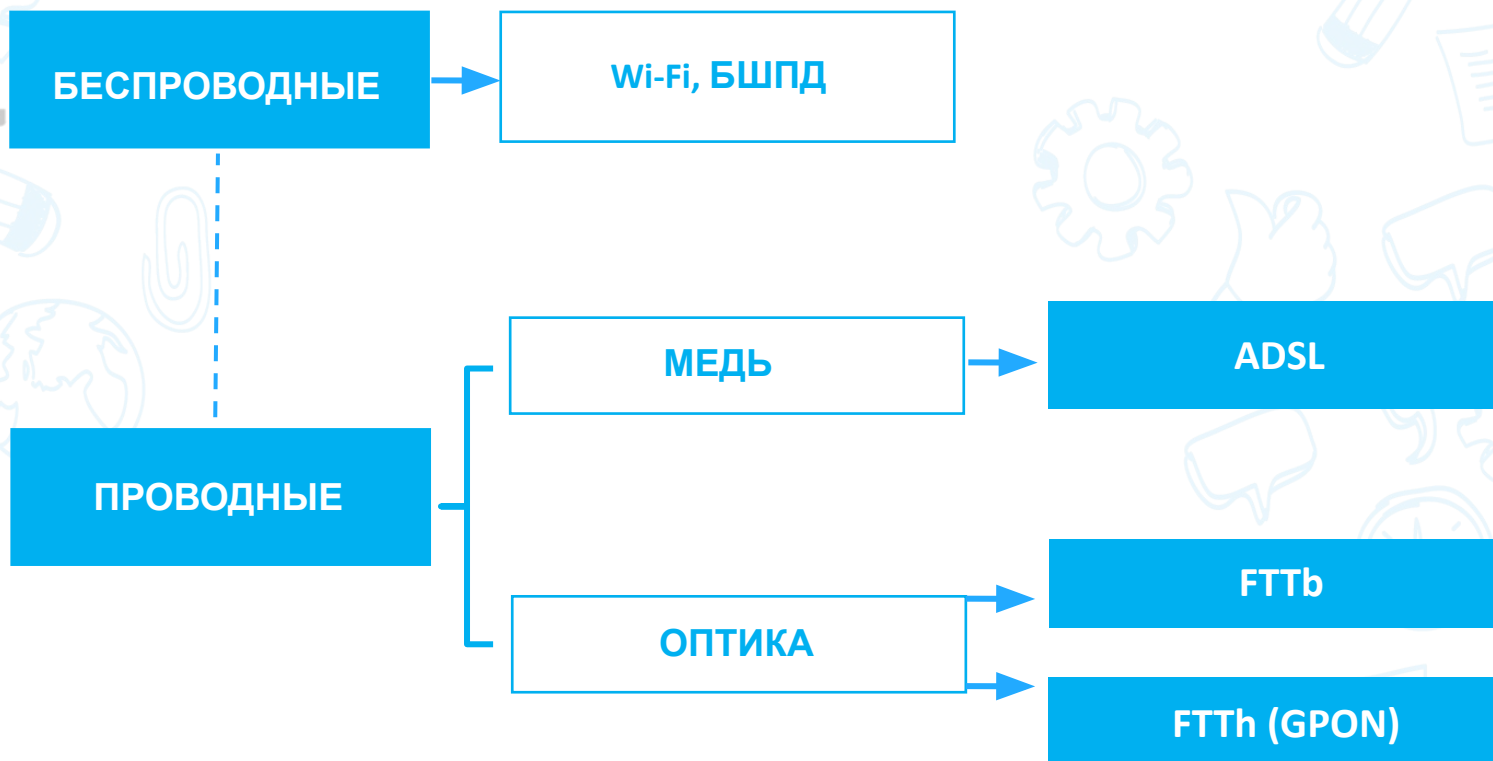 БЕСПРОВОДНЫЕ
Wi-Fi, БШПД
МЕДЬ
ADSL
ПРОВОДНЫЕ
FTTb
ОПТИКА
FTTh (GPON)